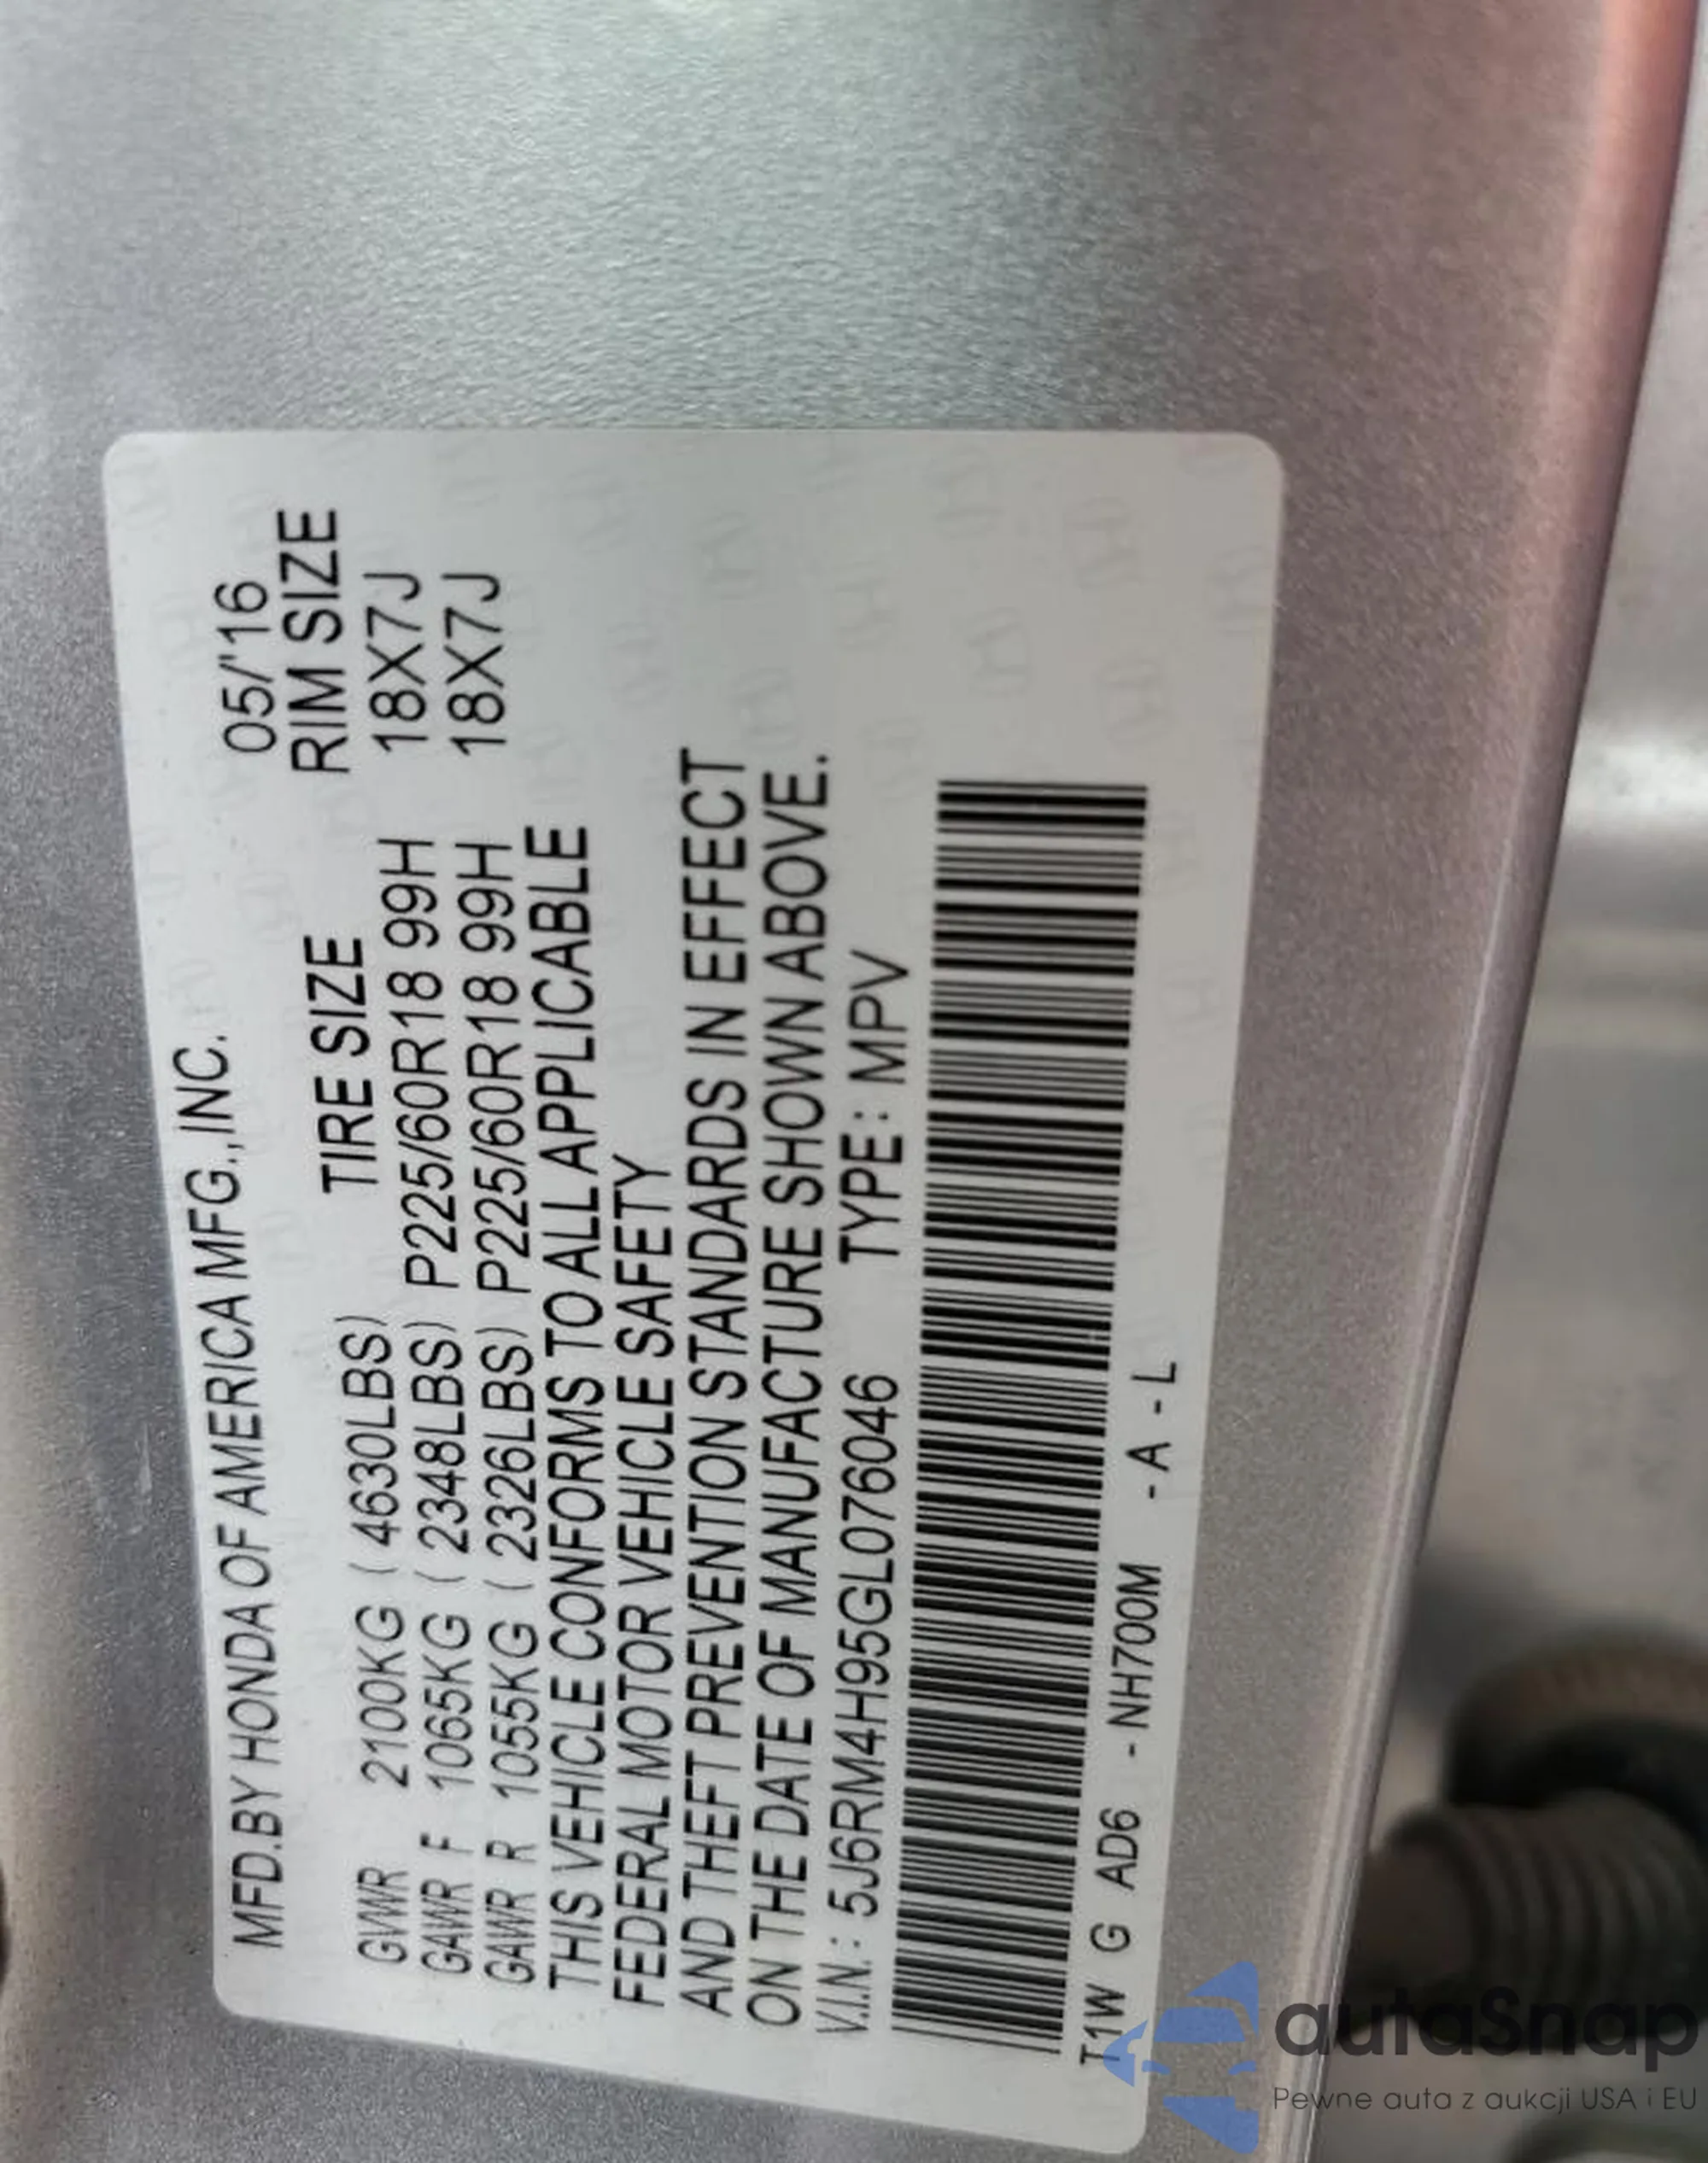 MFD.BY HONDA OF AMERICA MFG.,INC. 05/'16
TIRE SIZE RIM SIZE
GVWR 2100KG ( 4630LBS)
GAWR F 1065KG ( 2348LBS) P225/60R18 99H 18X7J
GAWR R 1055KG ( 2326LBS) P225/60R18 99H 18X7J
THIS VEHICLE CONFORMS TO ALL APPLICABLE
FEDERAL MOTOR VEHICLE SAFETY
AND THEFT PREVENTION STANDARDS IN EFFECT
ON THE DATE OF MANUFACTURE SHOWN ABOVE.
V.I.N.: 5J6RM4H95GL076046 TYPE: MPV
T1W G AD6 -NH700M -A-L
autaSnap
Pewne auta z aukcji USA i EU